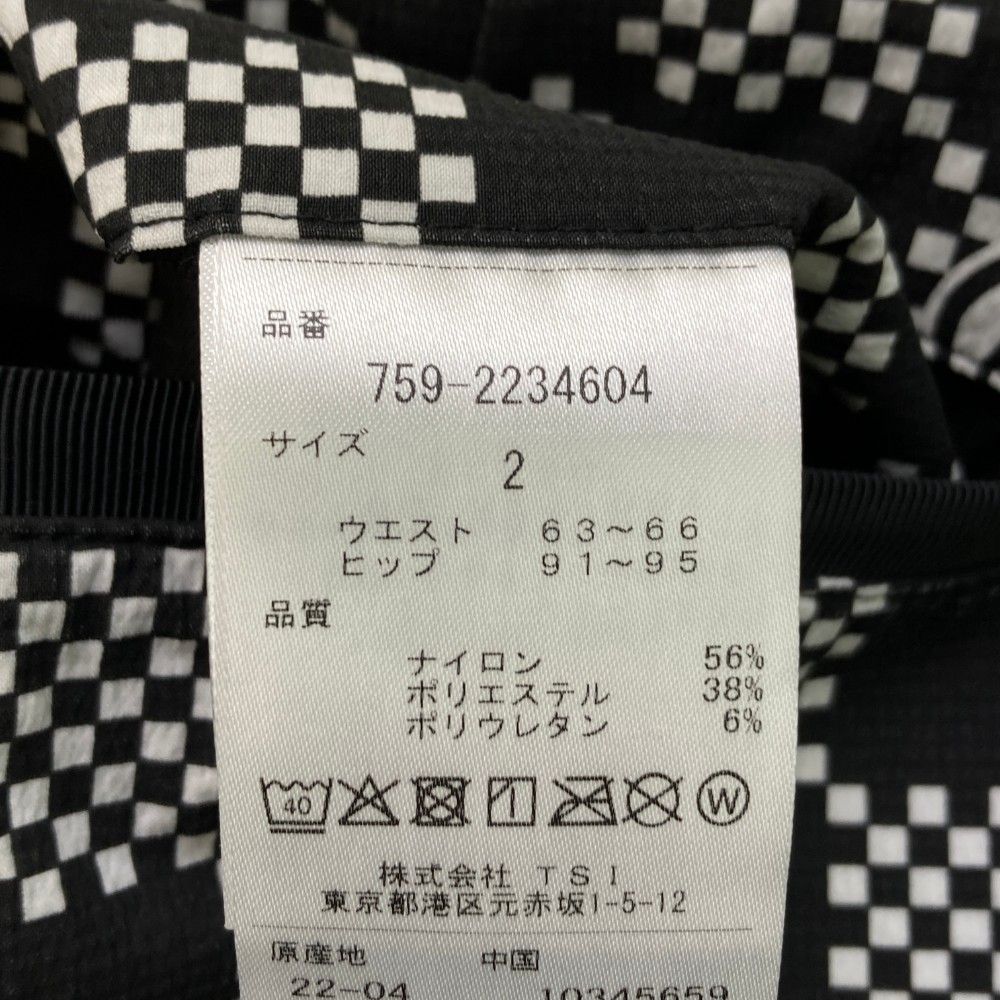 品番
759-2234604
サイズ
2
ウエスト 63～66
ヒップ 91～95
品質
ナイロン 56%
ポリエステル 38%
ポリウレタン 6%
40 W
株式会社 TSI
東京都港区元赤坂1-5-12
原産地 中国
22-04 10345659